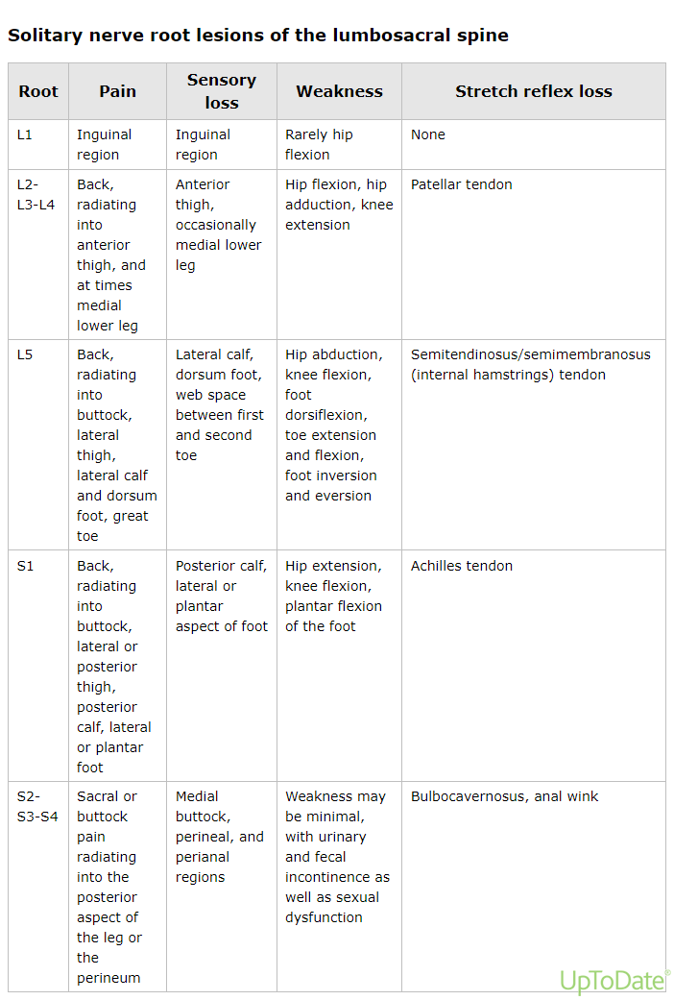 Solitary nerve root lesions of the lumbosacral spine
Root Pain Sensory loss Weakness Stretch reflex loss
L1
Inguinal
region
Inguinal
region
Rarely hip
flexion
None
L2-
L3-L4
Back,
radiating
into
anterior
thigh, and
at times
medial
lower leg
Anterior
thigh,
occasionally
medial lower
leg
Hip flexion, hip
adduction, knee
extension
Patellar tendon
L5
Back,
radiating
into
buttock,
lateral
thigh,
lateral calf
and dorsum
foot, great
toe
Lateral calf,
dorsum foot,
web space
between first
and second
toe
Hip abduction,
knee flexion,
foot
dorsiflexion,
toe extension
and flexion,
foot inversion
and eversion
Semitendinosus/semimembranosus
(internal hamstrings) tendon
S1
Back,
radiating
into
buttock,
lateral or
posterior
thigh,
posterior
calf, lateral
or plantar
foot
Posterior calf,
lateral or
plantar
aspect of foot
Hip extension,
knee flexion,
plantar flexion
of the foot
Achilles tendon
S2-
S3-S4
Sacral or
buttock
pain
radiating
into the
posterior
aspect of
the leg or
the
perineum
Medial
buttock,
perineal, and
perianal
regions
Weakness may
be minimal,
with urinary
and fecal
incontinence as
well as sexual
dysfunction
Bulbocavernosus, anal wink
UpToDate®